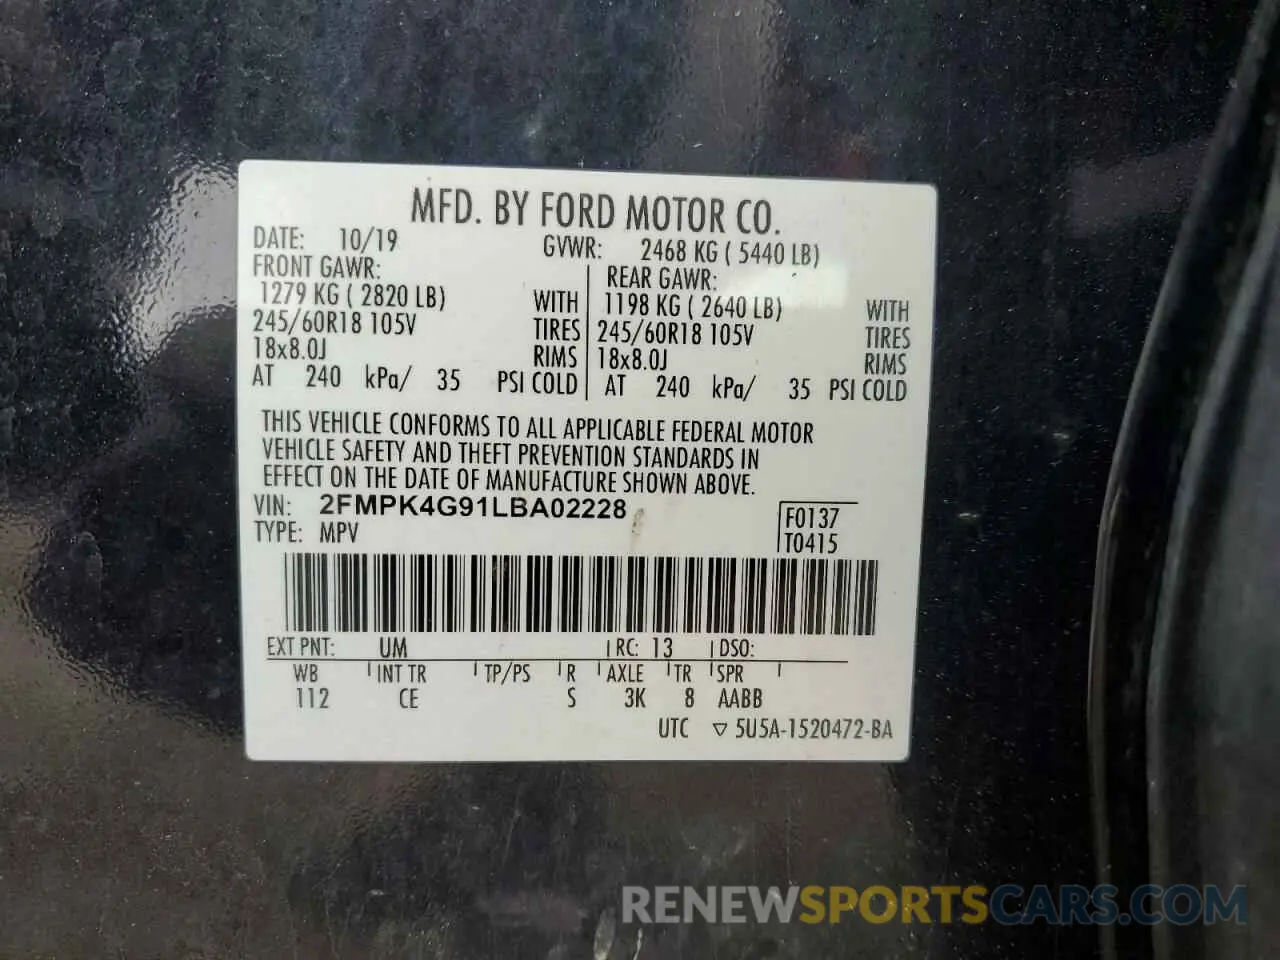 MFD. BY FORD MOTOR CO.
DATE: 10/19 GVWR: 2468 KG ( 5440 LB)
FRONT GAWR: REAR GAWR:
1279 KG ( 2820 LB) WITH 1198 KG ( 2640 LB) WITH
245/60R18 105V TIRES 245/60R18 105V TIRES
18x8.0J RIMS 18x8.0J RIMS
AT 240 kPa/ 35 PSI COLD AT 240 kPa/ 35 PSI COLD
THIS VEHICLE CONFORMS TO ALL APPLICABLE FEDERAL MOTOR
VEHICLE SAFETY AND THEFT PREVENTION STANDARDS IN
EFFECT ON THE DATE OF MANUFACTURE SHOWN ABOVE.
VIN: 2FMPK4G91LBA02228 F0137
TYPE: MPV T0415
EXT PNT: UM RC: 13 DSO:
WB INT TR TP/PS R AXLE TR SPR
112 CE S 3K 8 AABB
UTC ▽ 5U5A-1520472-BA
RENEWSPORTSCARS.COM